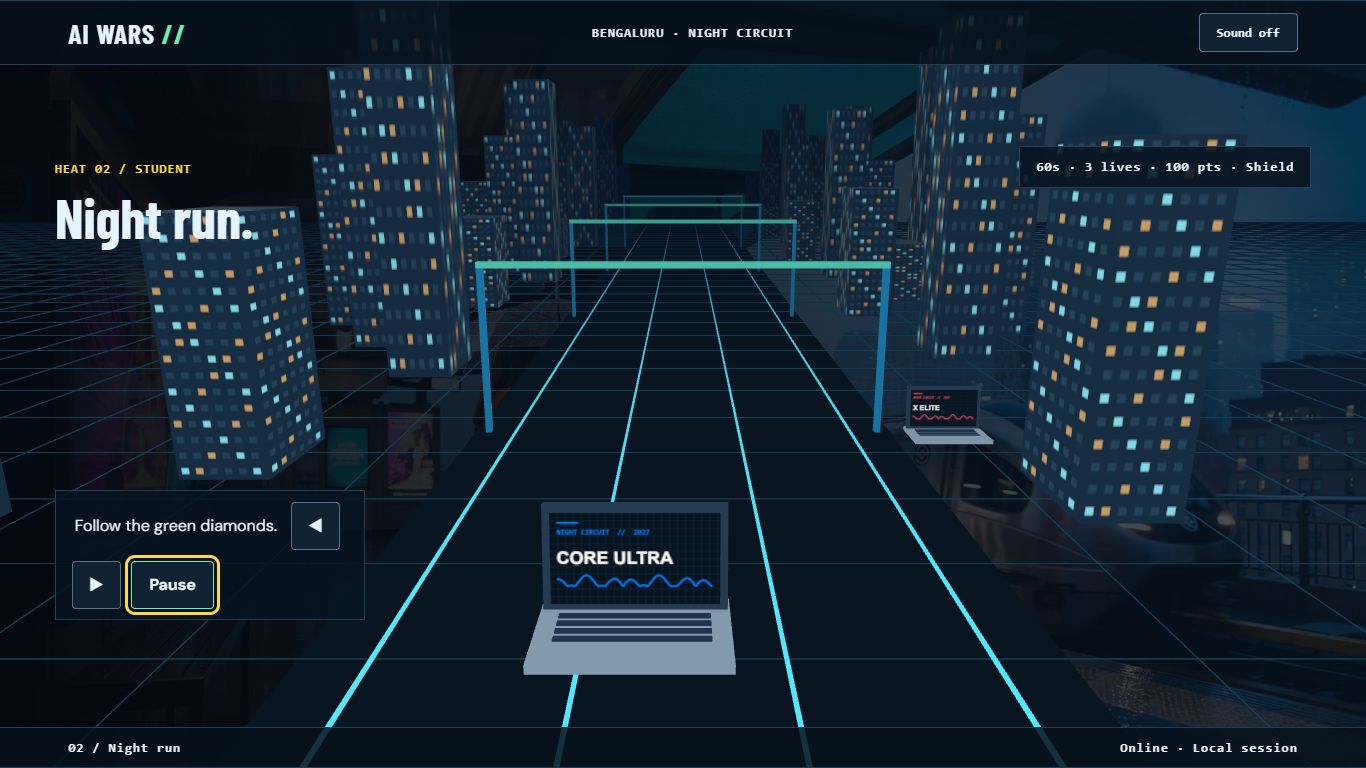 AI WARS //
BENGALURU · NIGHT CIRCUIT
Sound off
HEAT 02 / STUDENT
Night run.
60s · 3 lives · 100 pts · Shield
X ELITE
Follow the green diamonds.
Pause
NIGHT CIRCUIT // 2027
CORE ULTRA
02 / Night run
Online · Local session